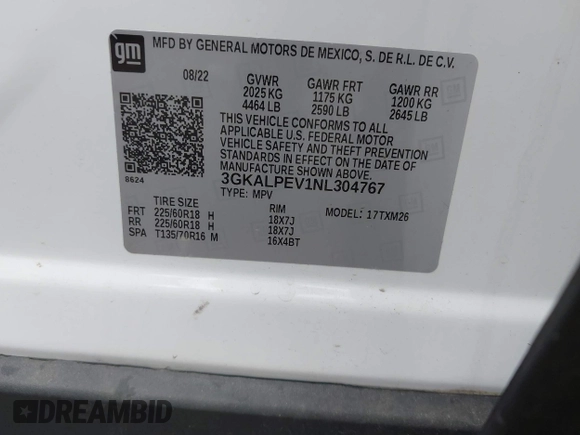 gm
MFD BY GENERAL MOTORS DE MEXICO, S. DE R.L. DE C.V.
08/22 GVWR GAWR FRT GAWR RR
2025 KG 1175 KG 1200 KG
4464 LB 2590 LB 2645 LB
THIS VEHICLE CONFORMS TO ALL
APPLICABLE U.S. FEDERAL MOTOR
VEHICLE SAFETY AND THEFT PREVENTION
STANDARDS IN EFFECT ON THE DATE OF
MANUFACTURE SHOWN ABOVE.
8624
3GKALPEV1NL304767
TYPE: MPV
TIRE SIZE RIM MODEL: 17TXM26
FRT 225/60R18 H 18X7J
RR 225/60R18 H 18X7J
SPA T135/70R16 M 16X4BT
DREAMBID